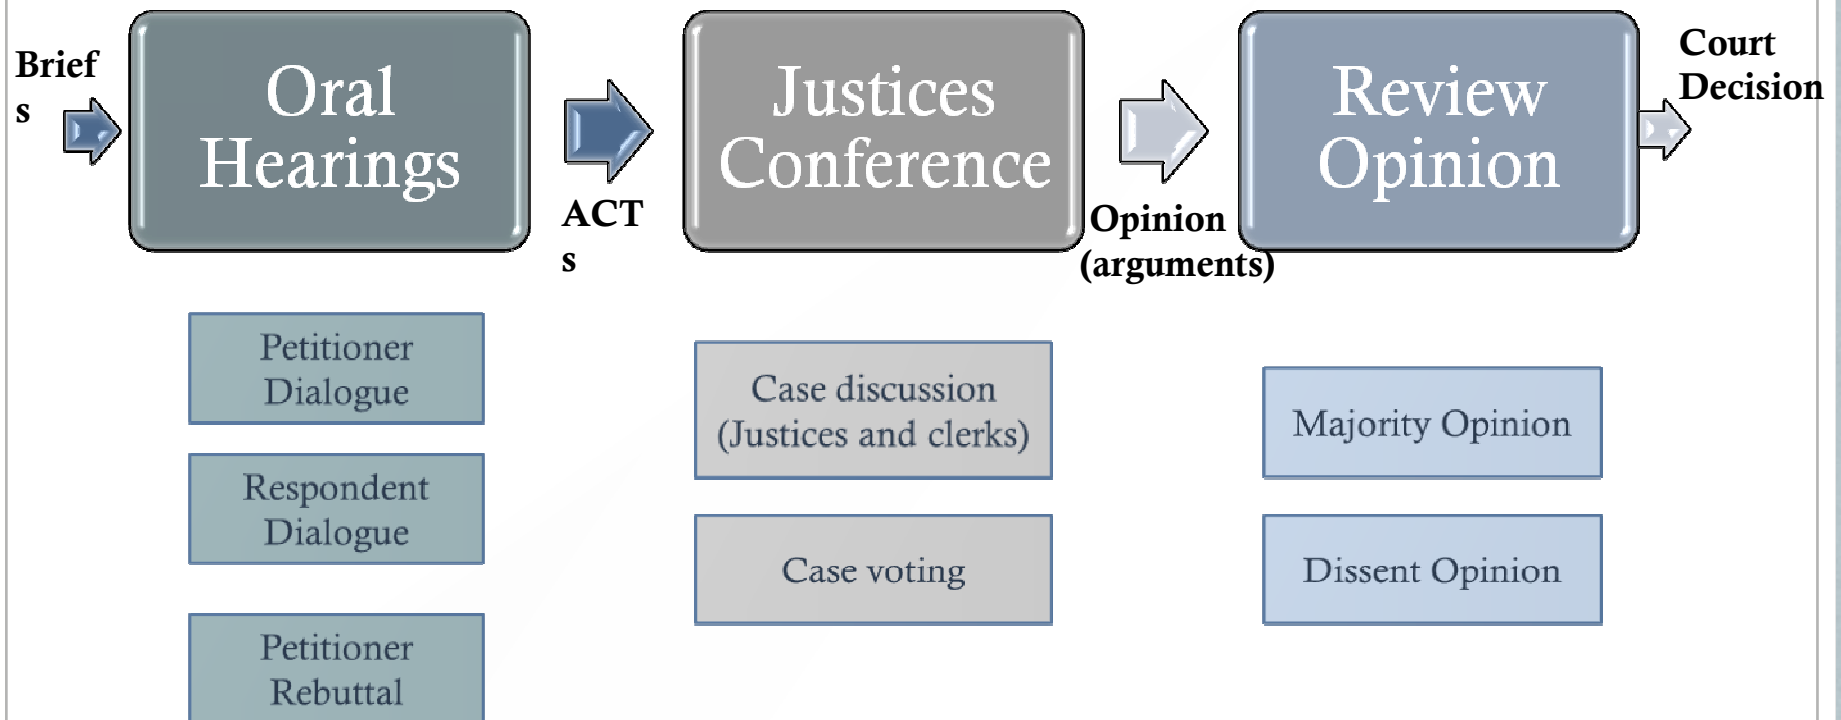 Brief
s
Oral
Hearings
ACT
s
Justices
Conference
Opinion
(arguments)
Review
Opinion
Court
Decision
Petitioner
Dialogue
Respondent
Dialogue
Petitioner
Rebuttal
Case discussion
(Justices and clerks)
Case voting
Majority Opinion
Dissent Opinion